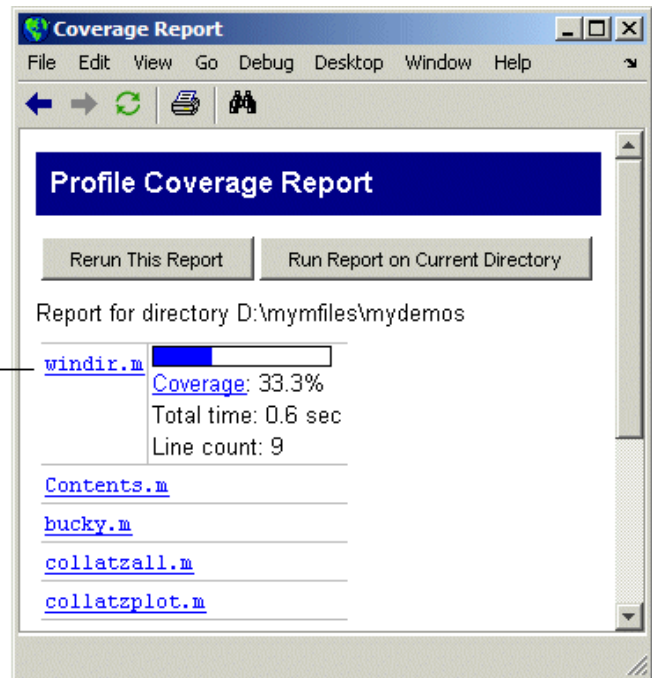 Coverage Report
File Edit View Go Debug Desktop Window Help
Profile Coverage Report
Rerun This Report Run Report on Current Directory
Report for directory D:\mymfiles\mydemos
windir.m
Coverage: 33.3%
Total time: 0.6 sec
Line count: 9
Contents.m
bucky.m
collatzall.m
collatzplot.m